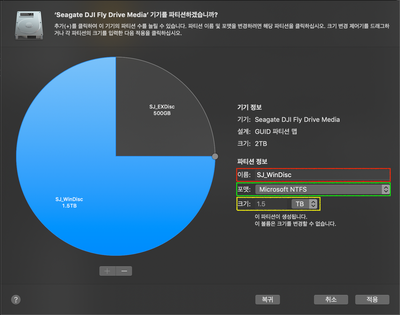 'Seagate DJI Fly Drive Media' 기기를 파티션하겠습니까?
추가(+)를 클릭하여 이 기기의 파티션 수를 늘릴 수 있습니다. 파티션 이름 및 포맷을 변경하려면 해당 파티션을 클릭하십시오. 크기 변경 제어기를 드래그하
거나 각 파티션의 크기를 입력한 다음 적용을 클릭하십시오.
SJ_EXDisc
500GB
SJ_WinDisc
1.5TB
기기 정보
기기: Seagate DJI Fly Drive Media
설계: GUID 파티션 맵
크기: 2TB
파티션 정보
이름: SJ_WinDisc
포맷: Microsoft NTFS
크기: 1.5 TB
이 파티션이 생성됩니다.
이 볼륨은 크기를 변경할 수 없습니다.
+ −
? 복귀 취소 적용